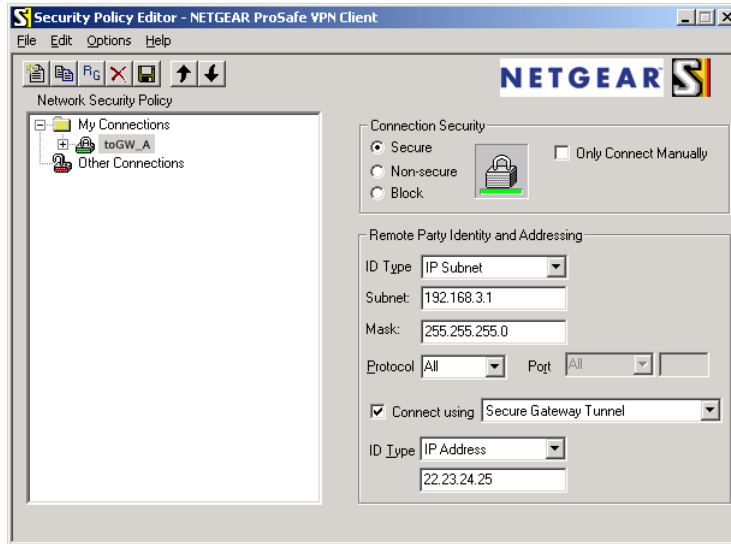 Security Policy Editor - NETGEAR ProSafe VPN Client
File Edit Options Help
RG
NETGEAR S
Network Security Policy
My Connections
toGW_A
Other Connections
Connection Security
Secure
Non-secure
Block
Only Connect Manually
Remote Party Identity and Addressing
ID Type IP Subnet
Subnet: 192.168.3.1
Mask: 255.255.255.0
Protocol All Port All
Connect using Secure Gateway Tunnel
ID Type IP Address
22.23.24.25